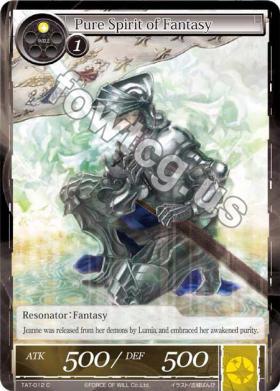 Pure Spirit of Fantasy
1
fowtcg.us
Resonator : Fantasy
Jeanne was released from her demons by Lumia and embraced her awakened purity.
ATK 500 / DEF 500
TAT-012 C ©FORCE OF WILL Co.,Ltd.